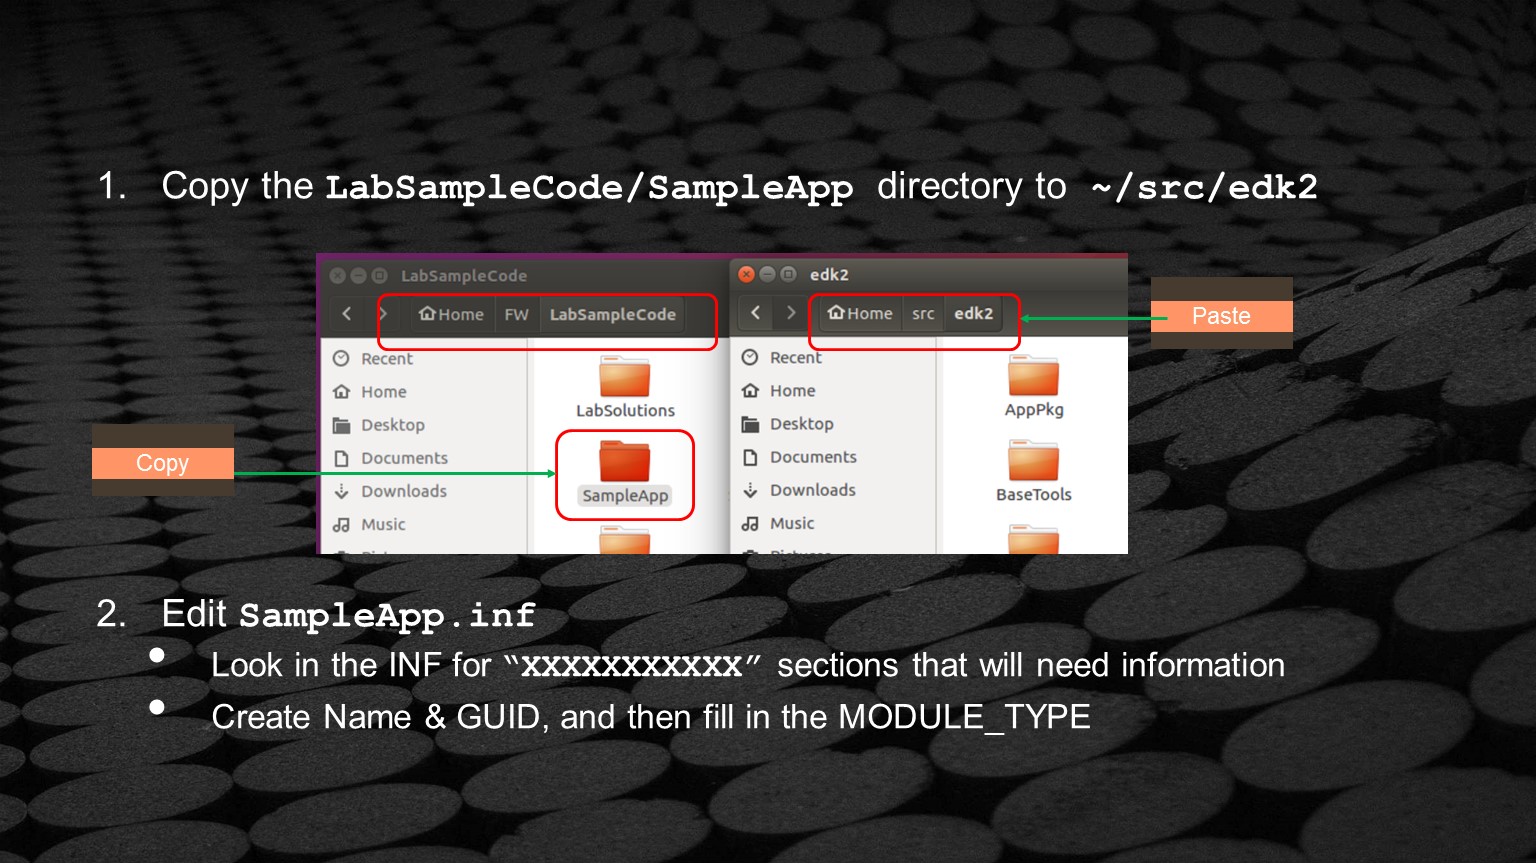 1. Copy the LabSampleCode/SampleApp directory to ~/src/edk2
LabSampleCode
Home FW LabSampleCode
Recent
Home
Desktop
Documents
Downloads
Music
LabSolutions
SampleApp
edk2
Home src edk2
Recent
Home
Desktop
Documents
Downloads
Music
Pictures
AppPkg
BaseTools
Paste
Copy
2. Edit SampleApp.inf
• Look in the INF for “XXXXXXXXXXX” sections that will need information
• Create Name & GUID, and then fill in the MODULE_TYPE